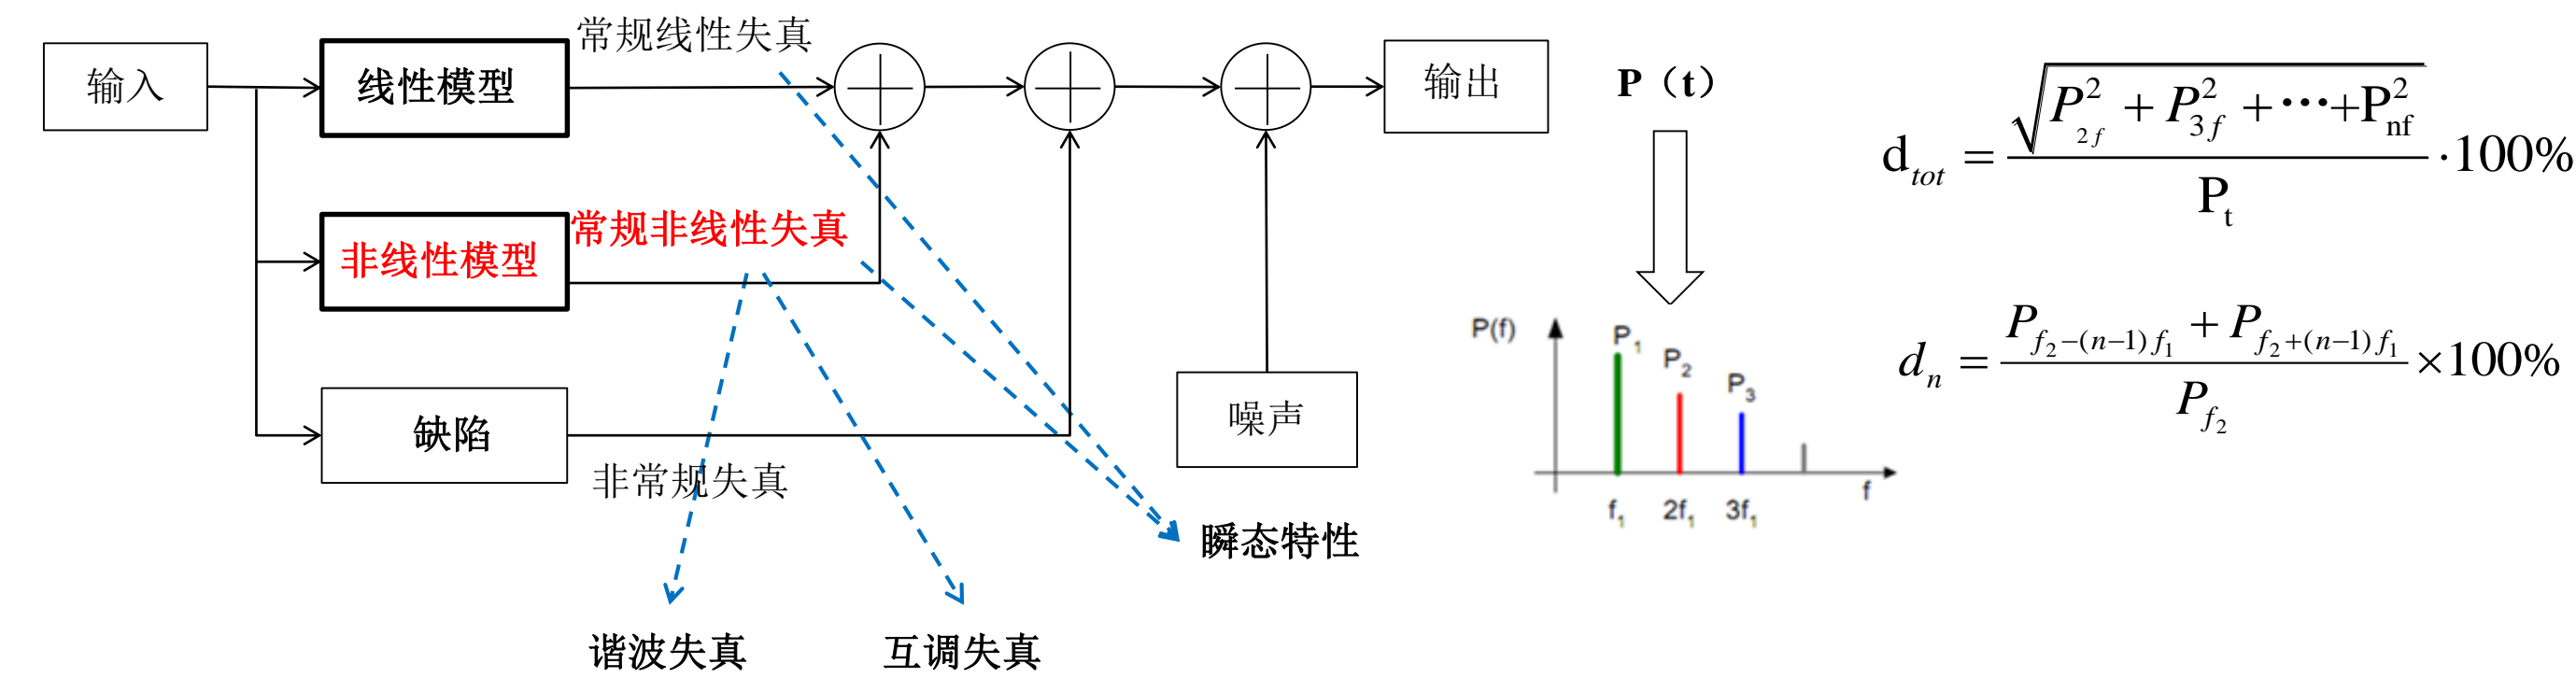 常规线性失真
输入
线性模型
输出
P（t）
d_tot = √(P²_2f + P²_3f + ⋯ + P²_nf) / P_t · 100%
常规非线性失真
非线性模型
P(f)
P₁
P₂
P₃
f₁
2f₁
3f₁
f
d_n = (P_{f₂−(n−1)f₁} + P_{f₂+(n−1)f₁}) / P_{f₂} × 100%
缺陷
噪声
非常规失真
瞬态特性
谐波失真
互调失真